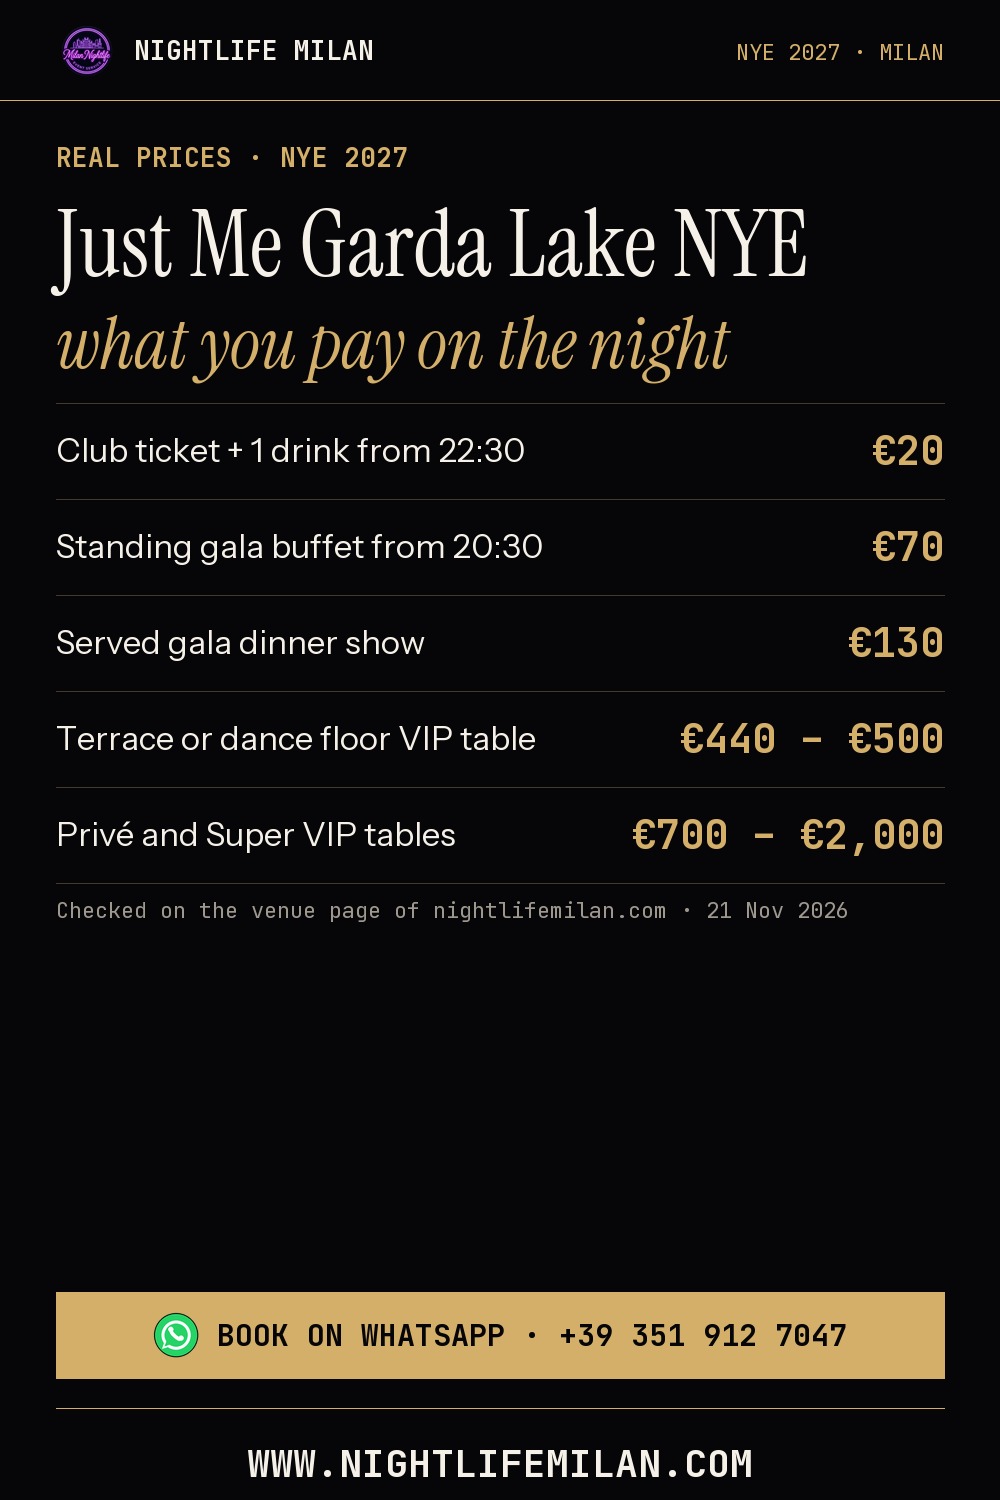 Milan Nightlife
NIGHTLIFE MILAN
NYE 2027 · MILAN
REAL PRICES · NYE 2027
Just Me Garda Lake NYE
what you pay on the night
Club ticket + 1 drink from 22:30 €20
Standing gala buffet from 20:30 €70
Served gala dinner show €130
Terrace or dance floor VIP table €440 – €500
Privé and Super VIP tables €700 – €2,000
Checked on the venue page of nightlifemilan.com · 21 Nov 2026
BOOK ON WHATSAPP · +39 351 912 7047
WWW.NIGHTLIFEMILAN.COM